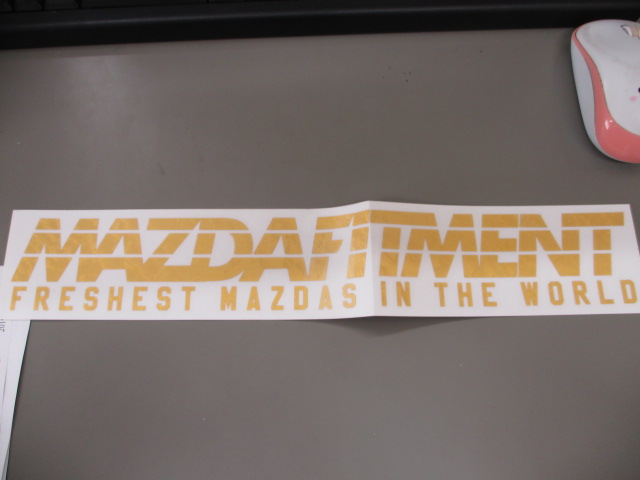 MAZDAFITMENT
FRESHEST MAZDAS IN THE WORLD